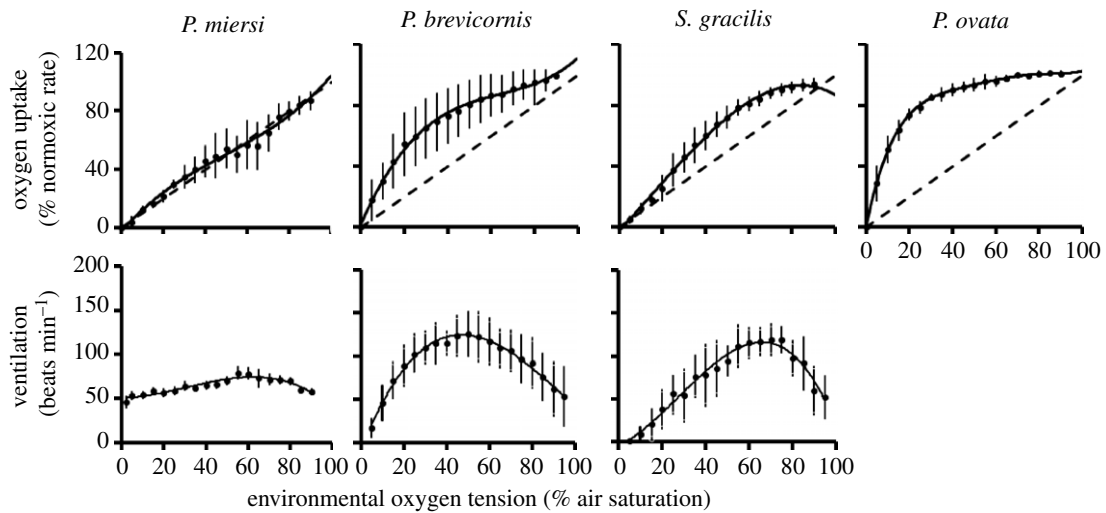 P. miersi P. brevicornis S. gracilis P. ovata
oxygen uptake
(% normoxic rate)
120
80
40
0
0 20 40 60 80 100
ventilation
(beats min⁻¹)
200
150
100
50
0
0 20 40 60 80 100 0 20 40 60 80 100 0 20 40 60 80 100
environmental oxygen tension (% air saturation)